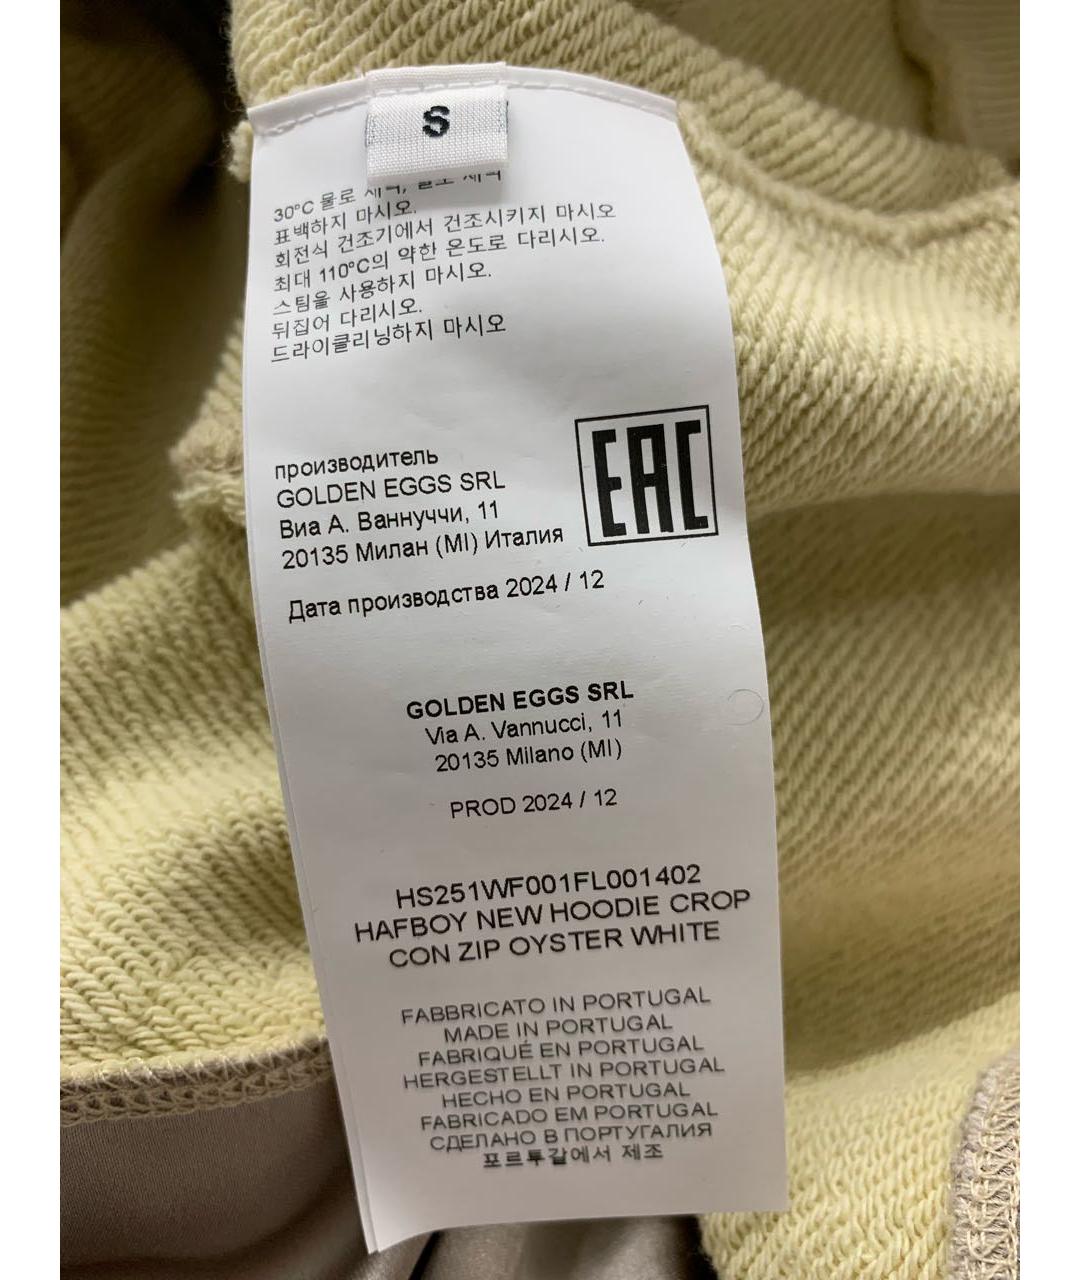 S
30°C 물로
표백하지 마시오.
회전식 건조기에서 건조시키지 마시오
최대 110°C의 약한 온도로 다리시오.
스팀을 사용하지 마시오.
뒤집어 다리시오.
드라이클리닝하지 마시오
производитель
GOLDEN EGGS SRL
Виа А. Ваннуччи, 11
20135 Милан (MI) Италия
EAC
Дата производства 2024 / 12
GOLDEN EGGS SRL
Via A. Vannucci, 11
20135 Milano (MI)
PROD 2024 / 12
HS251WF001FL001402
HAFBOY NEW HOODIE CROP
CON ZIP OYSTER WHITE
FABBRICATO IN PORTUGAL
MADE IN PORTUGAL
FABRIQUÉ EN PORTUGAL
HERGESTELLT IN PORTUGAL
HECHO EN PORTUGAL
FABRICADO EM PORTUGAL
СДЕЛАНО В ПОРТУГАЛИЯ
포르투갈에서 제조